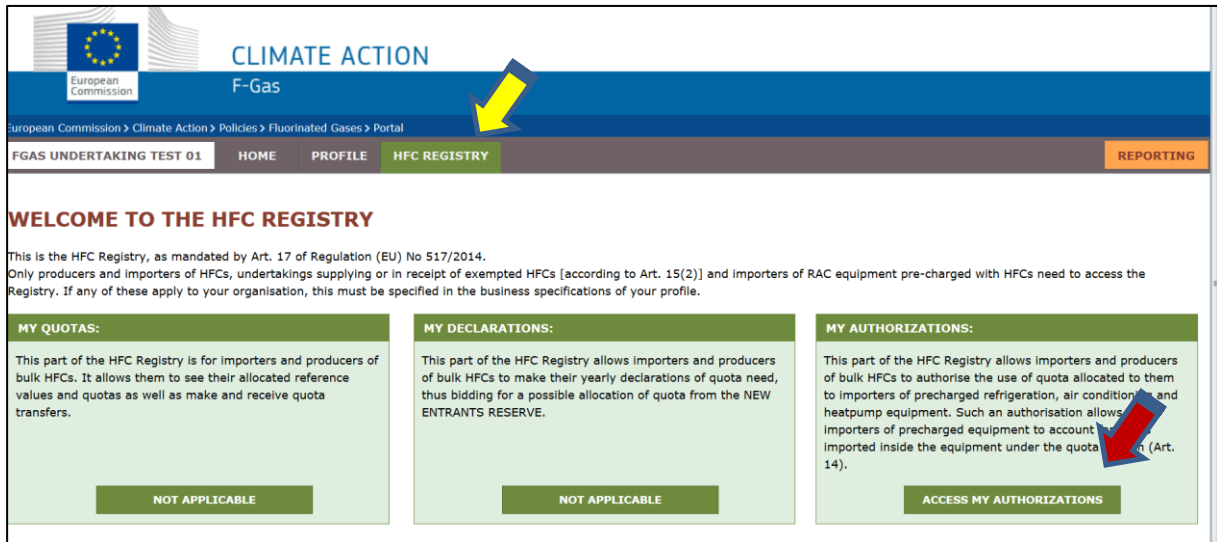 European
Commission
CLIMATE ACTION
F-Gas
European Commission > Climate Action > Policies > Fluorinated Gases > Portal
FGAS UNDERTAKING TEST 01 HOME PROFILE HFC REGISTRY REPORTING
WELCOME TO THE HFC REGISTRY
This is the HFC Registry, as mandated by Art. 17 of Regulation (EU) No 517/2014.
Only producers and importers of HFCs, undertakings supplying or in receipt of exempted HFCs [according to Art. 15(2)] and importers of RAC equipment pre-charged with HFCs need to access the
Registry. If any of these apply to your organisation, this must be specified in the business specifications of your profile.
MY QUOTAS:
This part of the HFC Registry is for importers and producers of
bulk HFCs. It allows them to see their allocated reference
values and quotas as well as make and receive quota
transfers.
NOT APPLICABLE
MY DECLARATIONS:
This part of the HFC Registry allows importers and producers
of bulk HFCs to make their yearly declarations of quota need,
thus bidding for a possible allocation of quota from the NEW
ENTRANTS RESERVE.
NOT APPLICABLE
MY AUTHORIZATIONS:
This part of the HFC Registry allows importers and producers
of bulk HFCs to authorise the use of quota allocated to them
to importers of precharged refrigeration, air conditioning and
heatpump equipment. Such an authorisation allows
importers of precharged equipment to account
imported inside the equipment under the quota (Art.
14).
ACCESS MY AUTHORIZATIONS